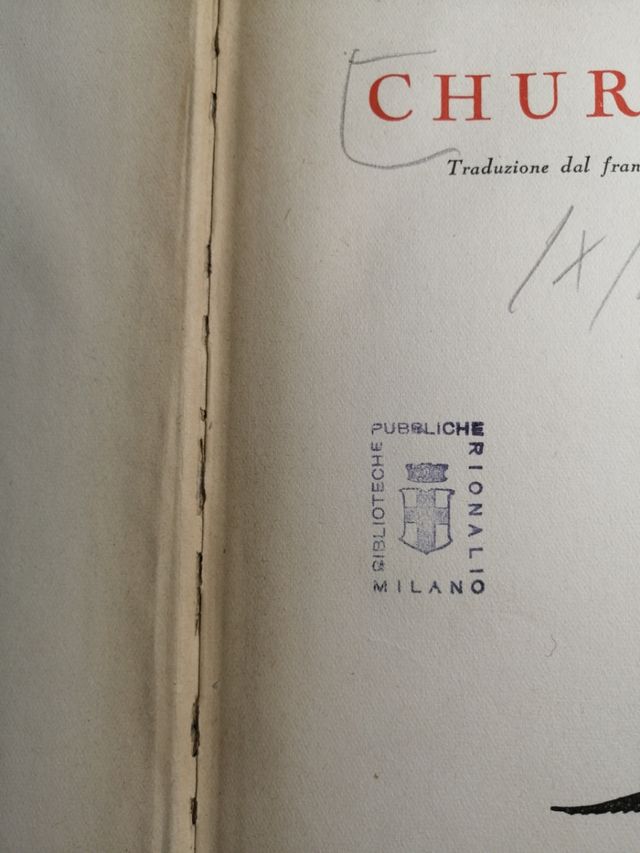 CHUR
Traduzione dal fran
BIBLIOTECHE
PUBBLICHE
RIONALI
MILANO